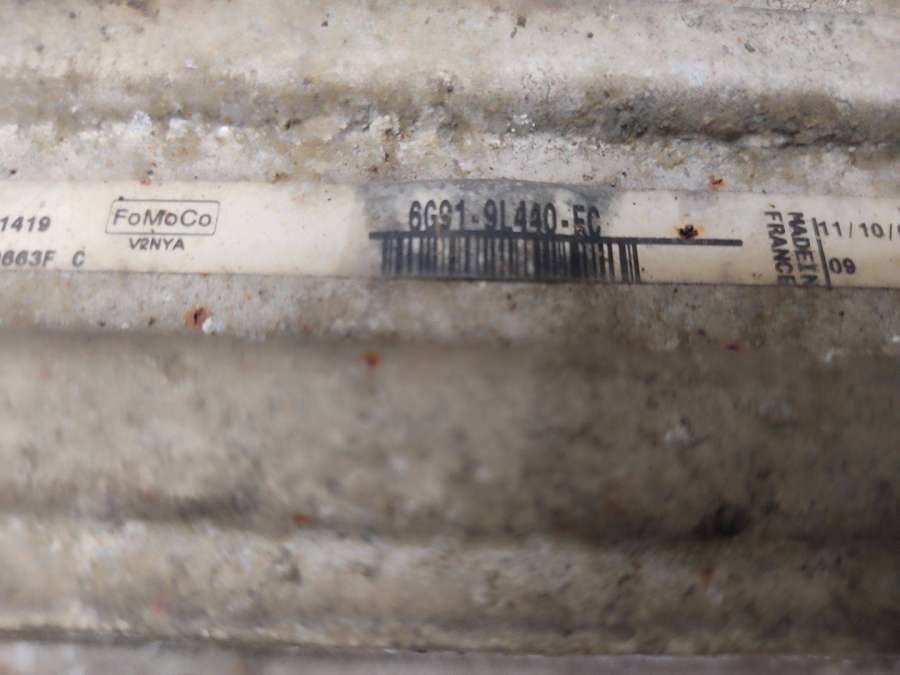 1419
663F C
FoMoCo
V2NYA
6G91-9L440-FC
MADE IN
FRANCE
11/10/
09